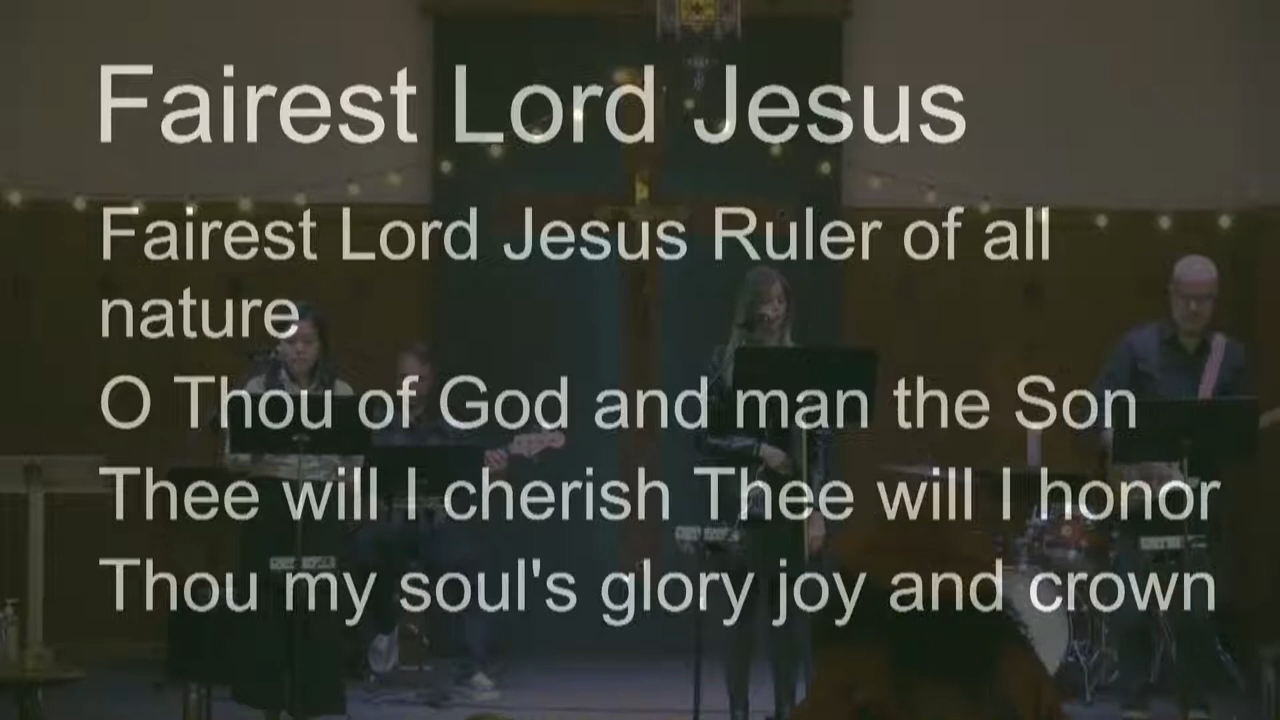 Fairest Lord Jesus
Fairest Lord Jesus Ruler of all
nature
O Thou of God and man the Son
Thee will I cherish Thee will I honor
Thou my soul's glory joy and crown